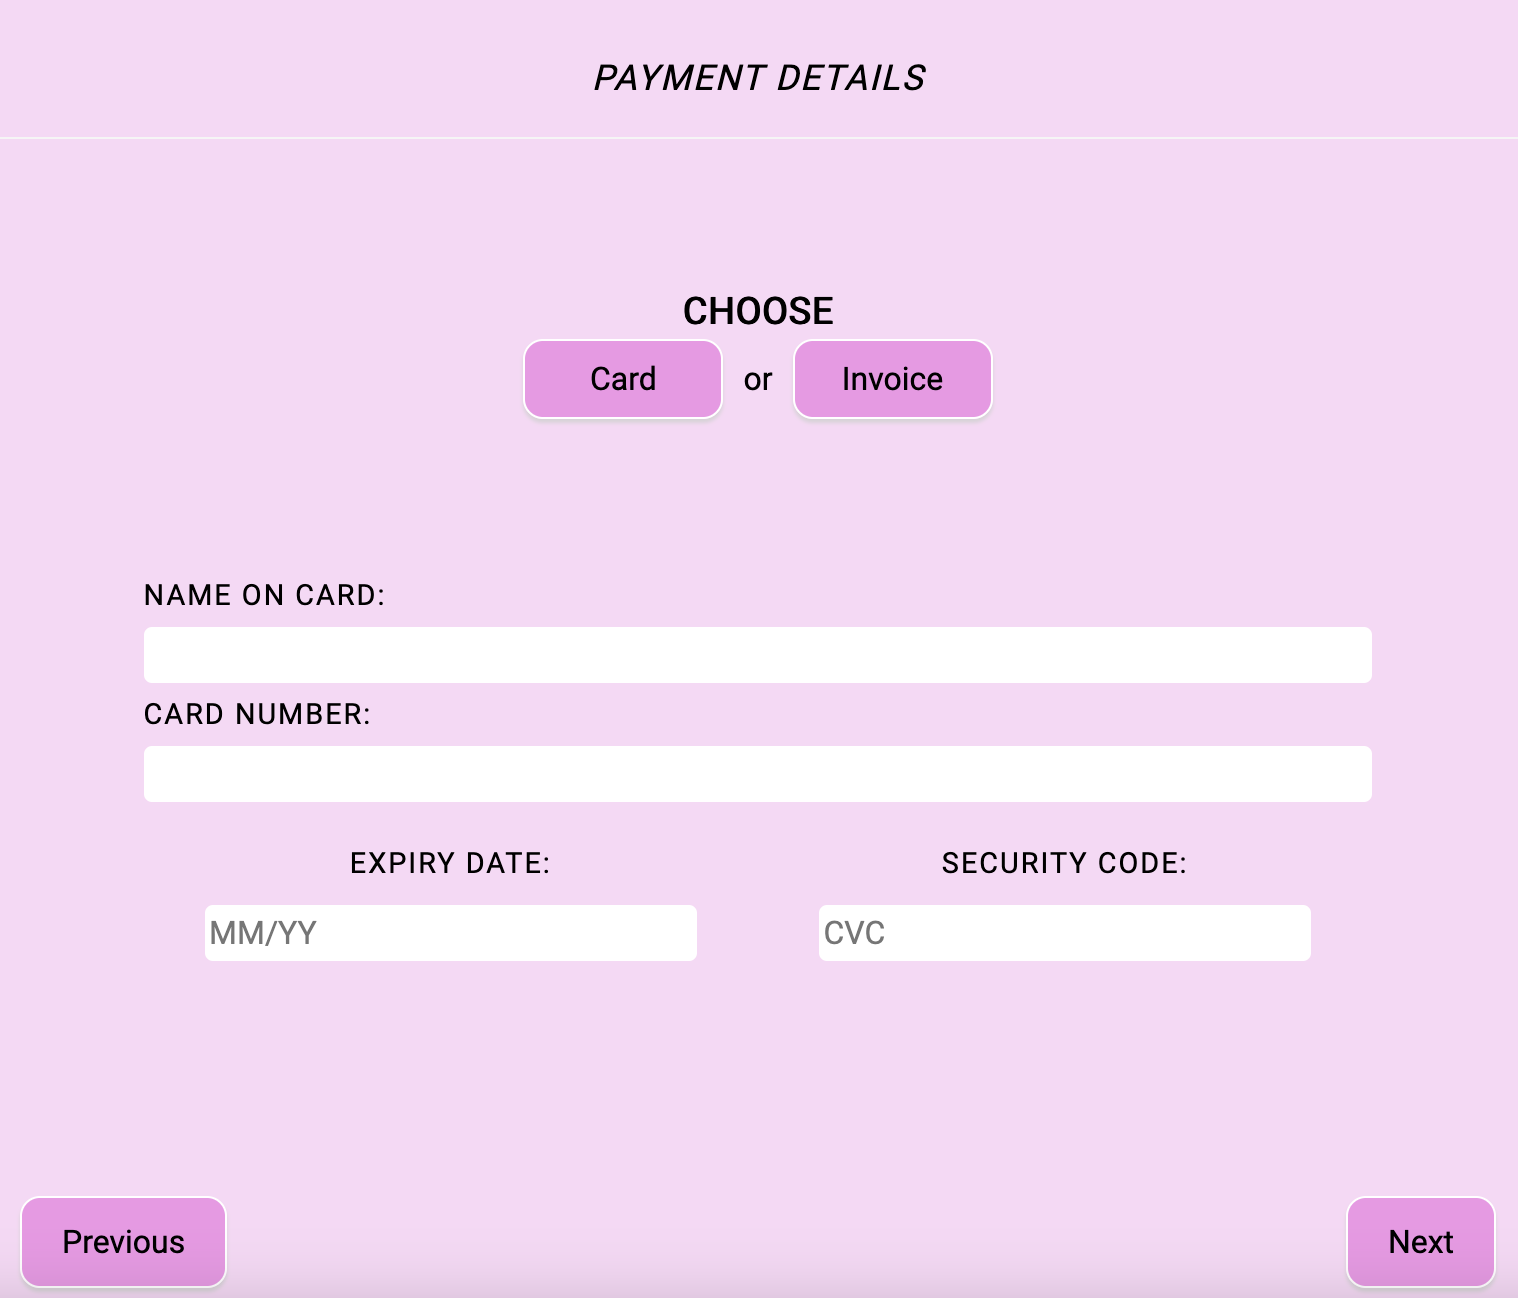 PAYMENT DETAILS
CHOOSE
Card or Invoice
NAME ON CARD:
CARD NUMBER:
EXPIRY DATE: SECURITY CODE:
MM/YY CVC
Previous Next